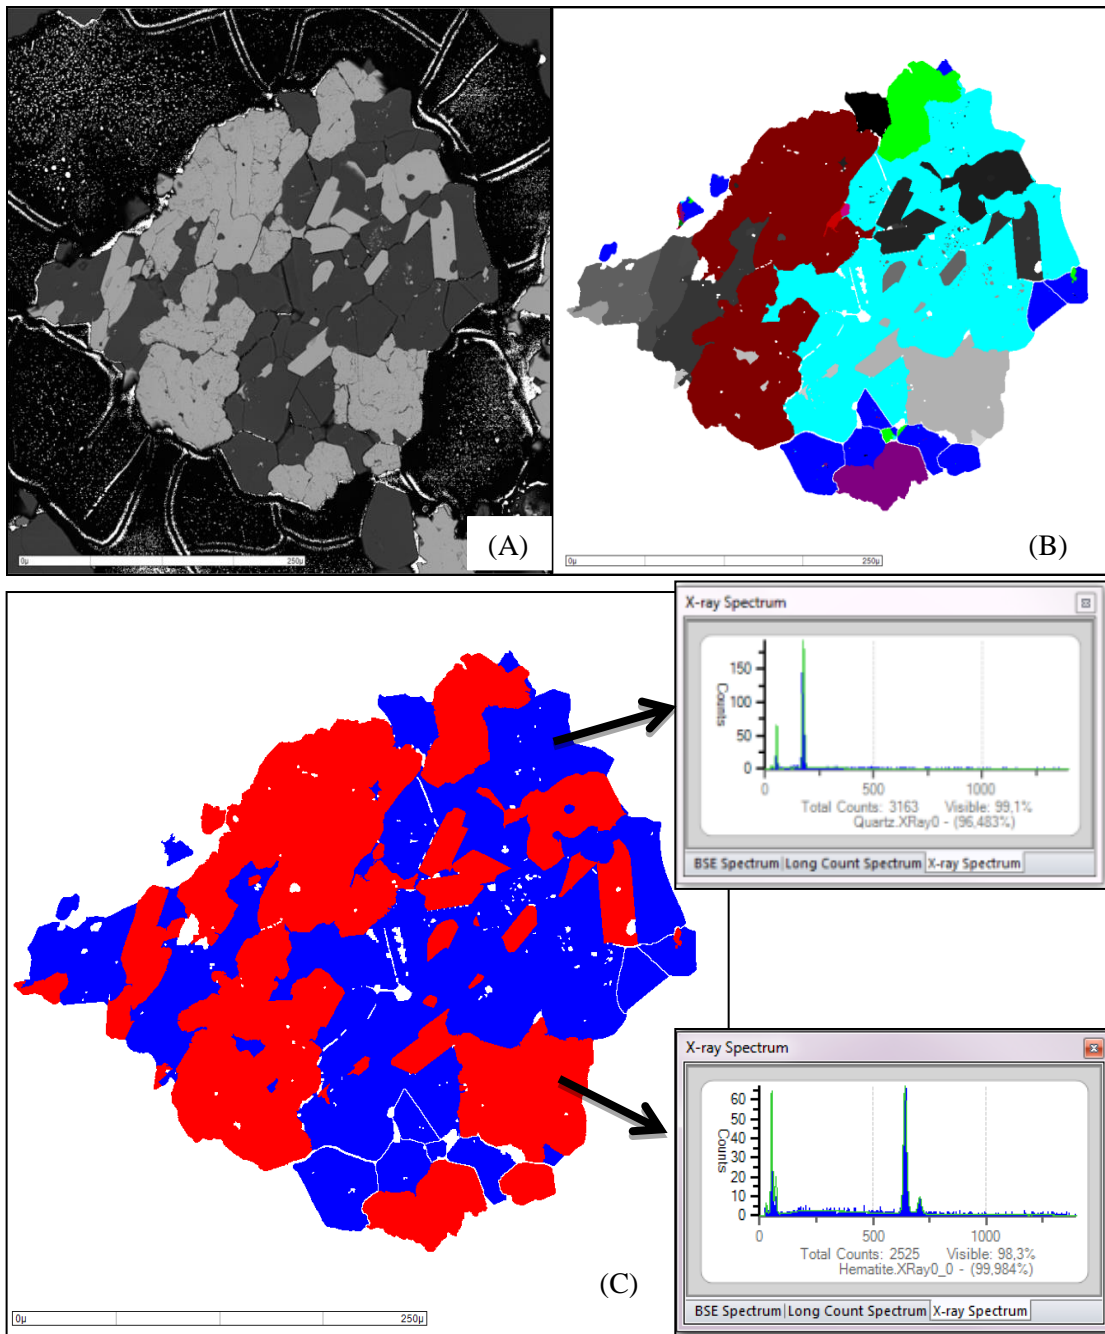 (A)
0μ 250μ
(B)
0μ 250μ
X-ray Spectrum
Counts
150
100
50
0
0 500 1000
Total Counts: 3163 Visible: 99,1%
Quartz.XRay0 - (96,483%)
BSE Spectrum Long Count Spectrum X-ray Spectrum
X-ray Spectrum
Counts
60
50
40
30
20
10
0
0 500 1000
Total Counts: 2525 Visible: 98,3%
Hematite.XRay0_0 - (99,984%)
BSE Spectrum Long Count Spectrum X-ray Spectrum
(C)
0μ 250μ